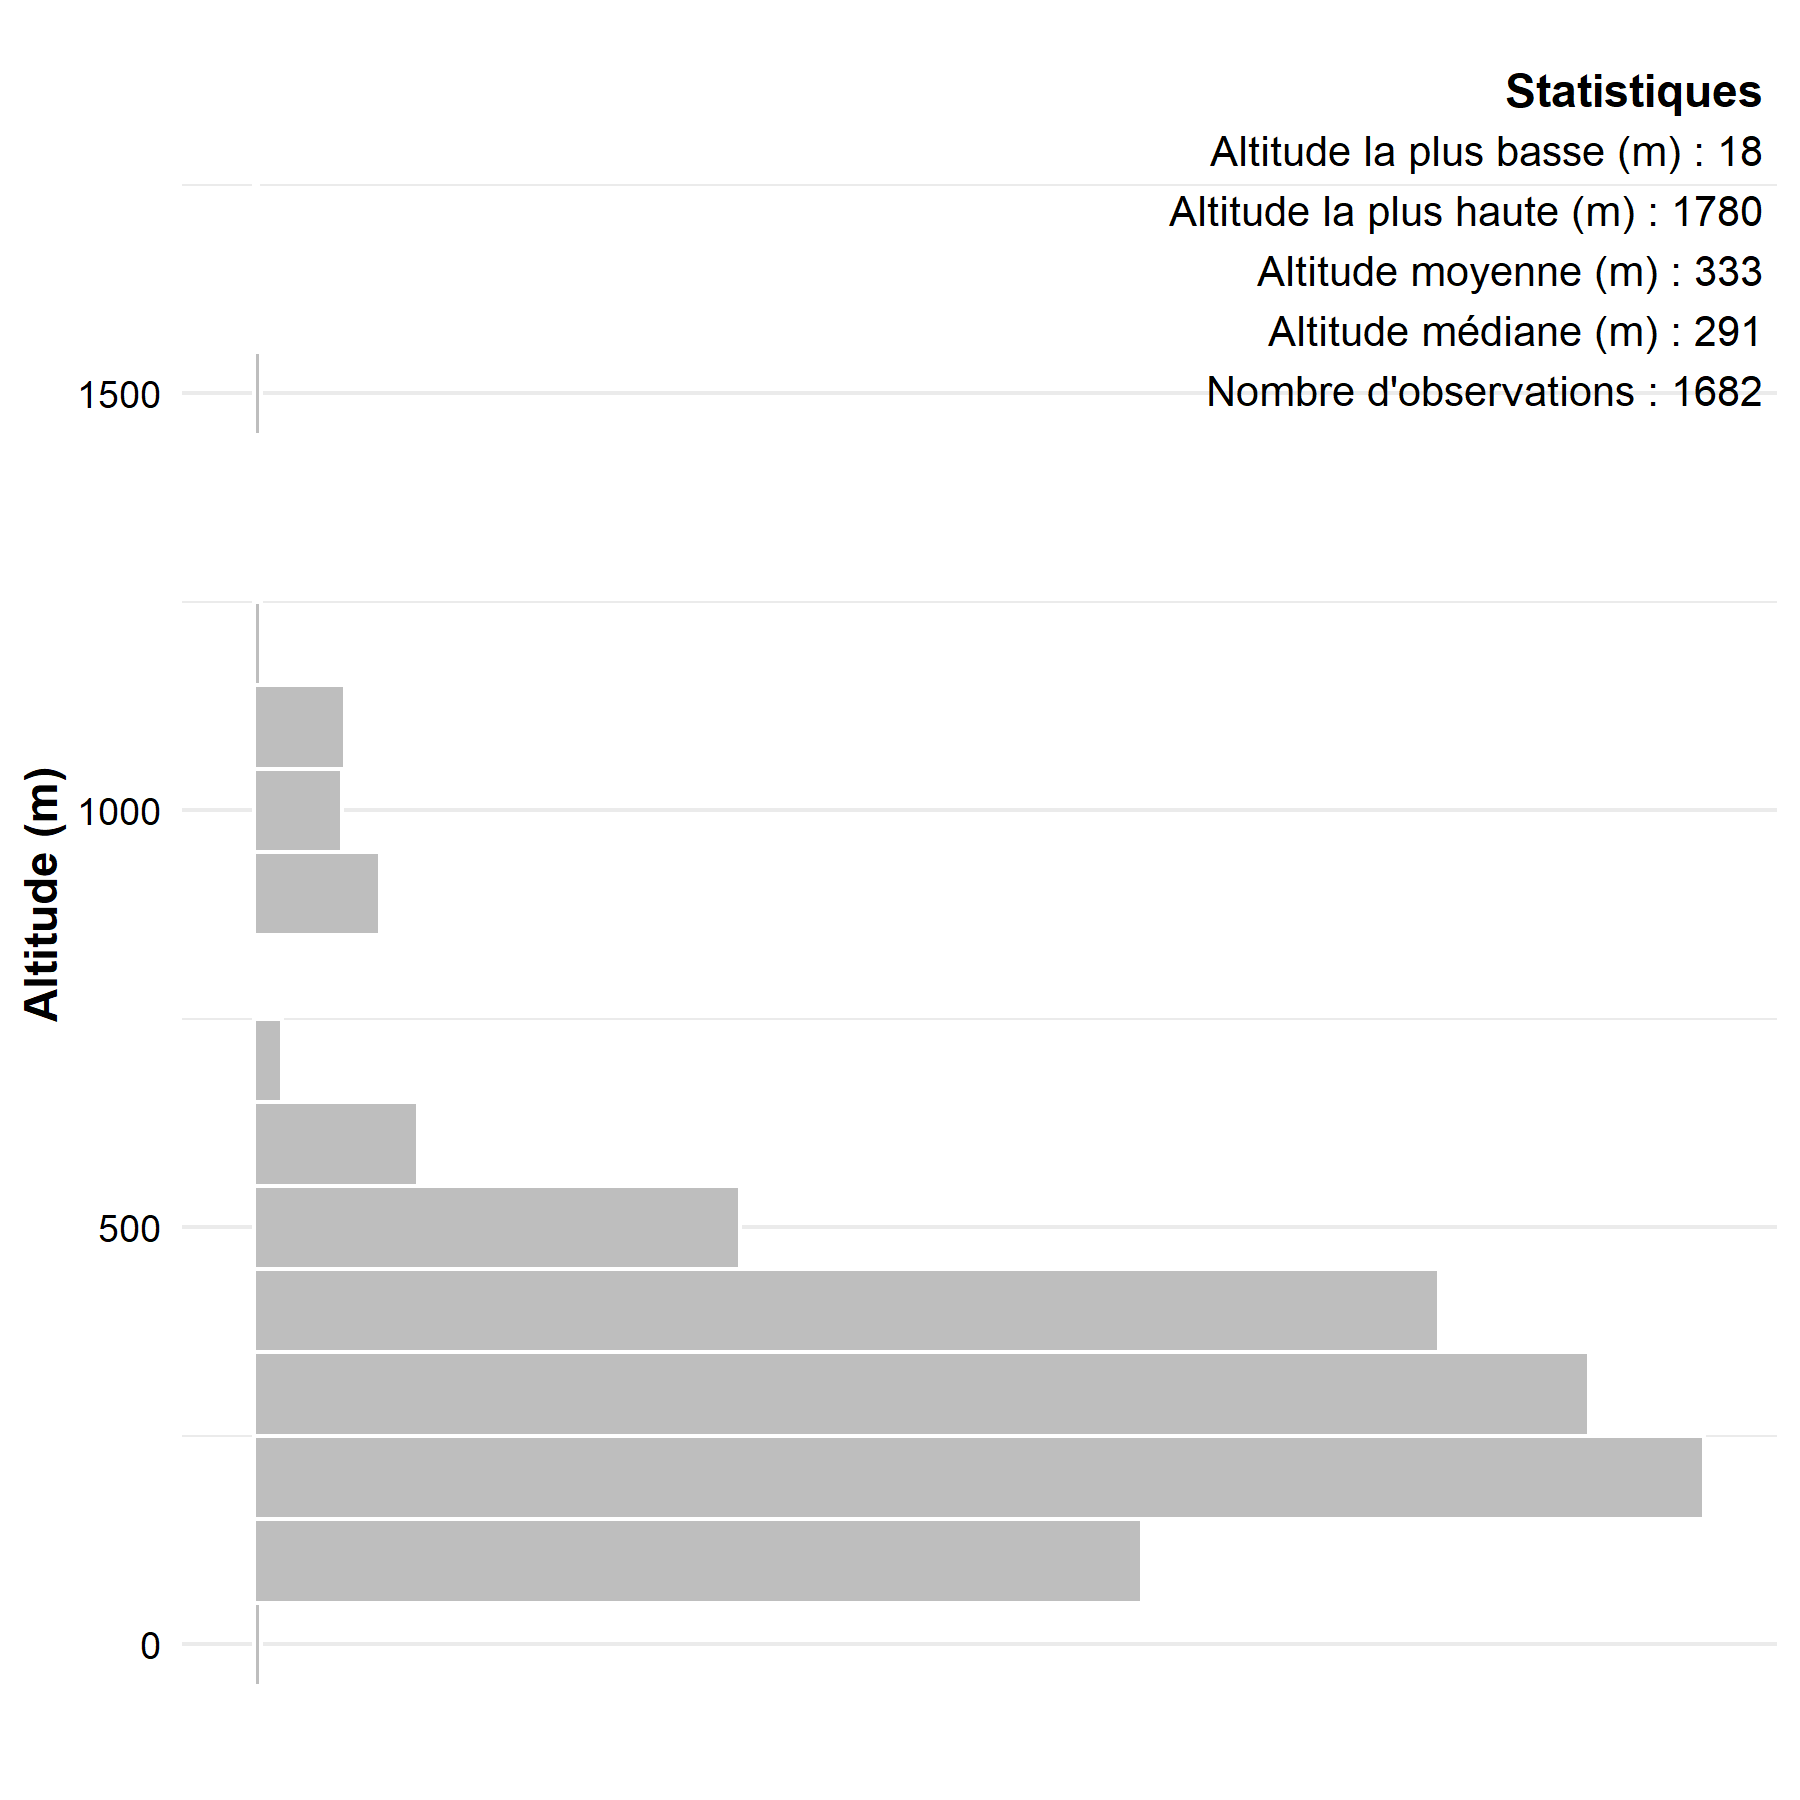 Statistiques
Altitude la plus basse (m) : 18
Altitude la plus haute (m) : 1780
Altitude moyenne (m) : 333
Altitude médiane (m) : 291
Nombre d'observations : 1682
1500
1000
500
0
Altitude (m)